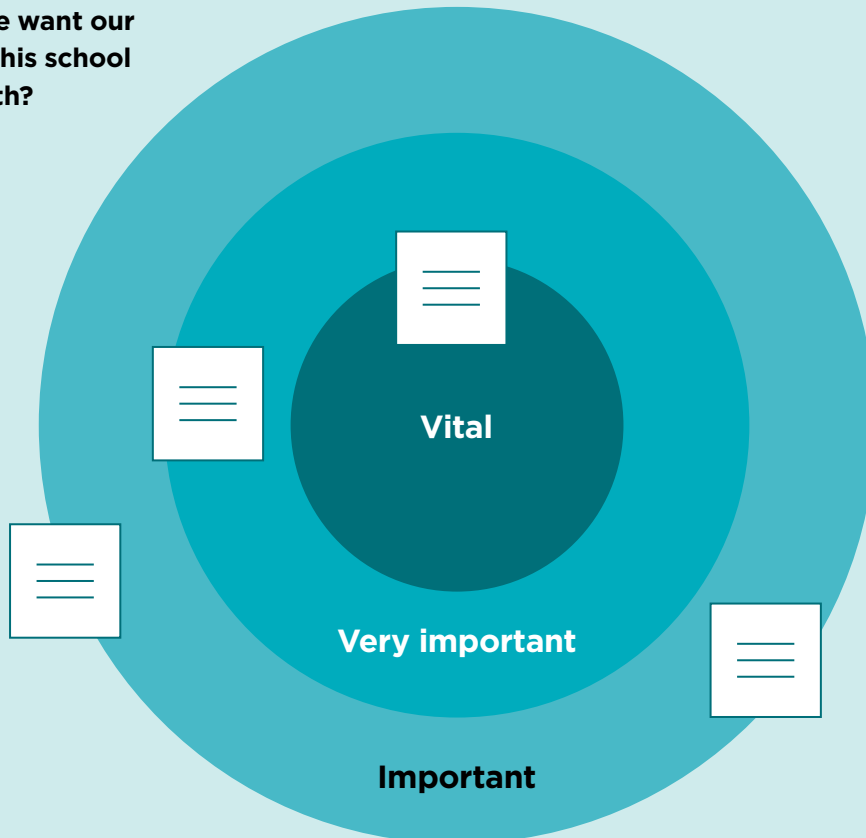 e want our
his school
th?
Vital
Very important
Important